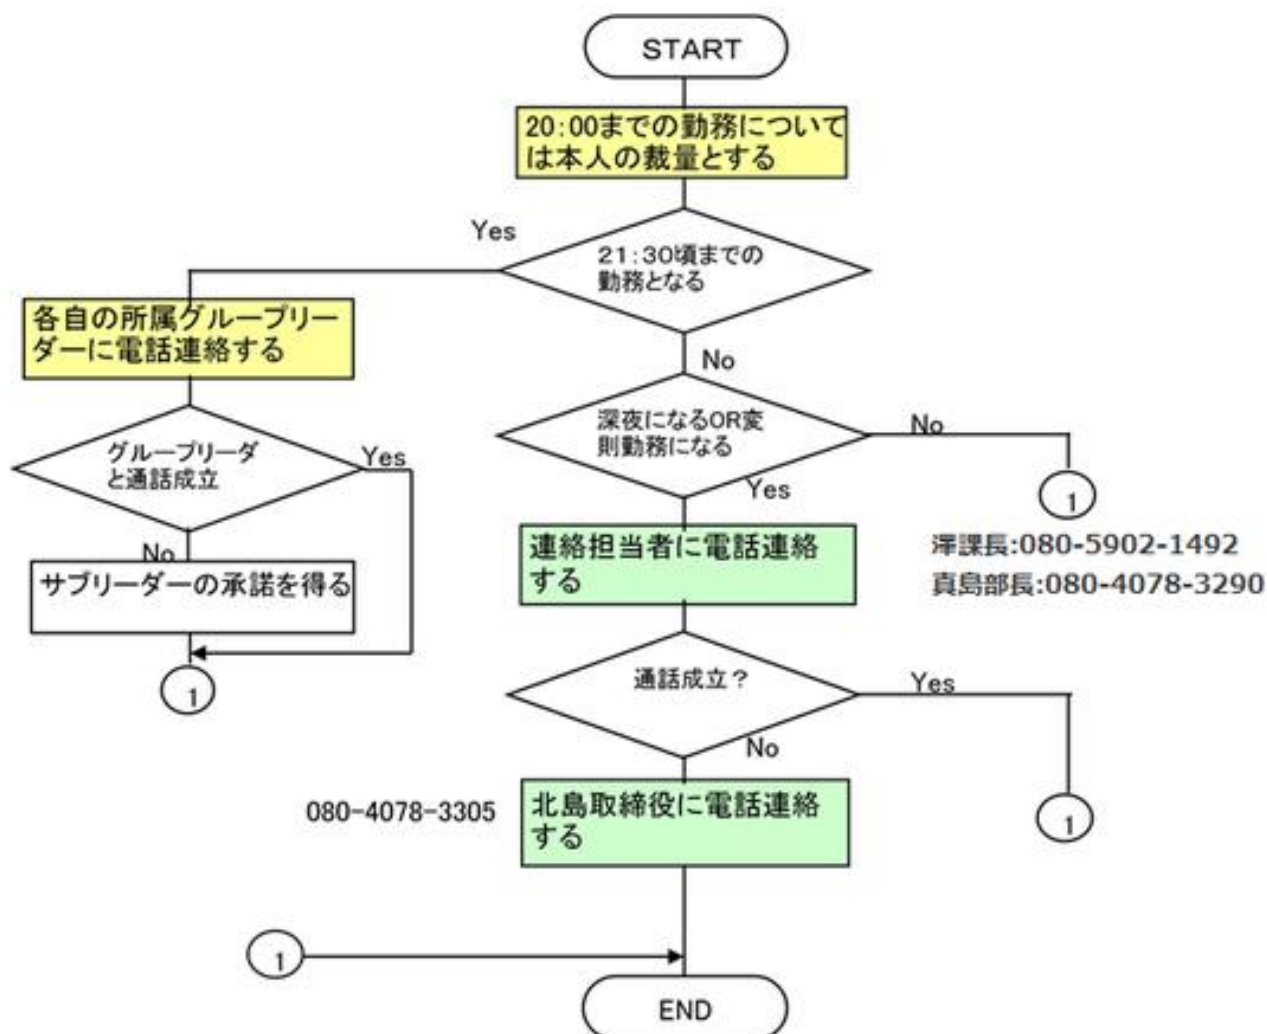 START
20:00までの勤務について
は本人の裁量とする
Yes
21:30頃までの
勤務となる
各自の所属グループリー
ダーに電話連絡する
No
深夜になるOR変
則勤務になる
No
グループリーダ
と通話成立
Yes
Yes
1
No
連絡担当者に電話連絡
する
澤課長:080-5902-1492
真島部長:080-4078-3290
サブリーダーの承諾を得る
1
通話成立？
Yes
No
080-4078-3305
北島取締役に電話連絡
する
1
1
END